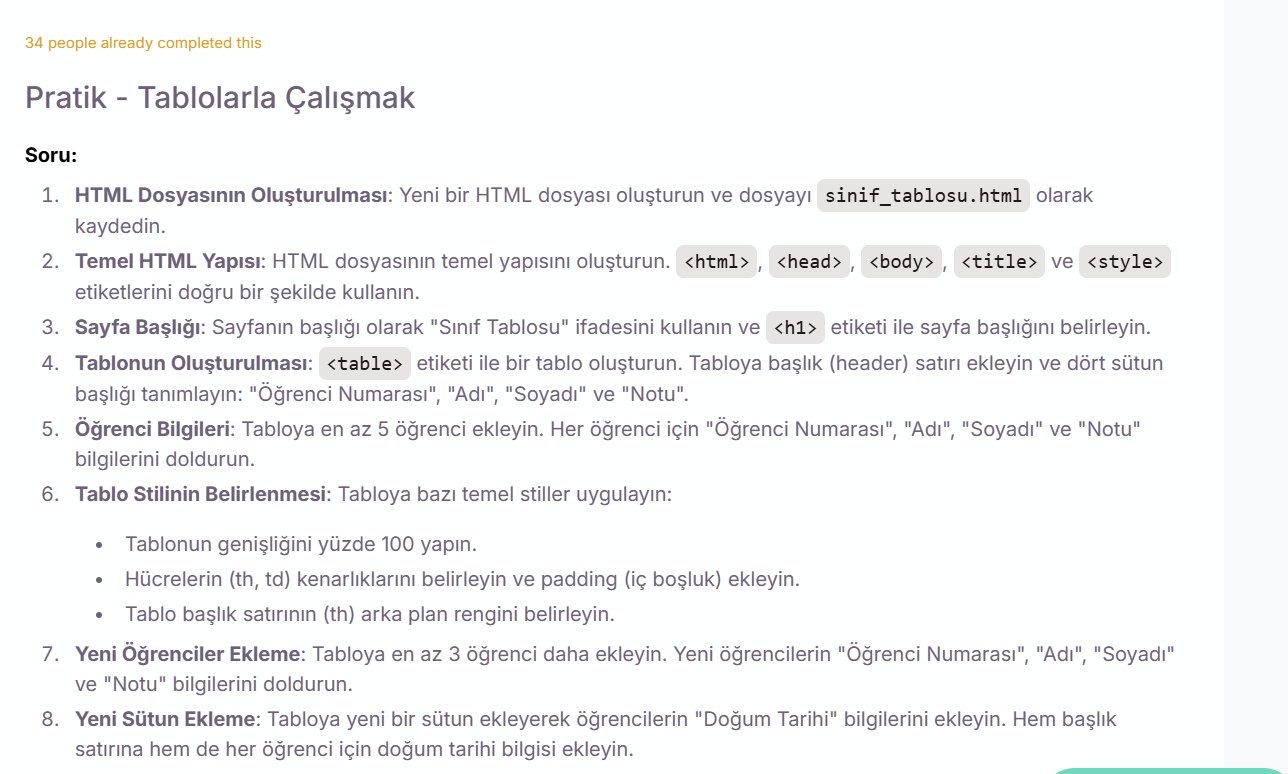 34 people already completed this
Pratik - Tablolarla Çalışmak
Soru:
1. HTML Dosyasının Oluşturulması: Yeni bir HTML dosyası oluşturun ve dosyayı sinif_tablosu.html olarak
kaydedin.
2. Temel HTML Yapısı: HTML dosyasının temel yapısını oluşturun. <html>, <head>, <body>, <title> ve <style>
etiketlerini doğru bir şekilde kullanın.
3. Sayfa Başlığı: Sayfanın başlığı olarak "Sınıf Tablosu" ifadesini kullanın ve <h1> etiketi ile sayfa başlığını belirleyin.
4. Tablonun Oluşturulması: <table> etiketi ile bir tablo oluşturun. Tabloya başlık (header) satırı ekleyin ve dört sütun
başlığı tanımlayın: "Öğrenci Numarası", "Adı", "Soyadı" ve "Notu".
5. Öğrenci Bilgileri: Tabloya en az 5 öğrenci ekleyin. Her öğrenci için "Öğrenci Numarası", "Adı", "Soyadı" ve "Notu"
bilgilerini doldurun.
6. Tablo Stilinin Belirlenmesi: Tabloya bazı temel stiller uygulayın:
• Tablonun genişliğini yüzde 100 yapın.
• Hücrelerin (th, td) kenarlıklarını belirleyin ve padding (iç boşluk) ekleyin.
• Tablo başlık satırının (th) arka plan rengini belirleyin.
7. Yeni Öğrenciler Ekleme: Tabloya en az 3 öğrenci daha ekleyin. Yeni öğrencilerin "Öğrenci Numarası", "Adı", "Soyadı"
ve "Notu" bilgilerini doldurun.
8. Yeni Sütun Ekleme: Tabloya yeni bir sütun ekleyerek öğrencilerin "Doğum Tarihi" bilgilerini ekleyin. Hem başlık
satırına hem de her öğrenci için doğum tarihi bilgisi ekleyin.